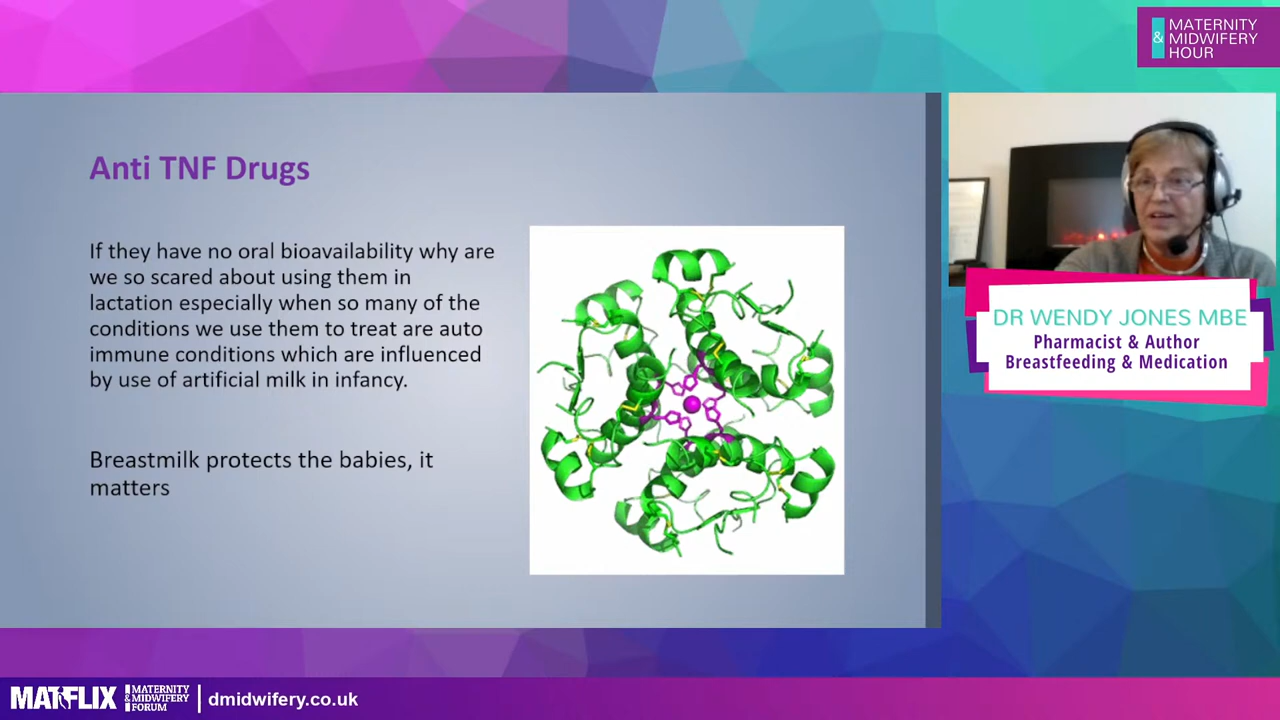 MATERNITY
& MIDWIFERY
HOUR
Anti TNF Drugs
If they have no oral bioavailability why are
we so scared about using them in
lactation especially when so many of the
conditions we use them to treat are auto
immune conditions which are influenced
by use of artificial milk in infancy.
Breastmilk protects the babies, it
matters
DR WENDY JONES MBE
Pharmacist & Author
Breastfeeding & Medication
MATFLIX
MATERNITY
& MIDWIFERY
FORUM
dmidwifery.co.uk